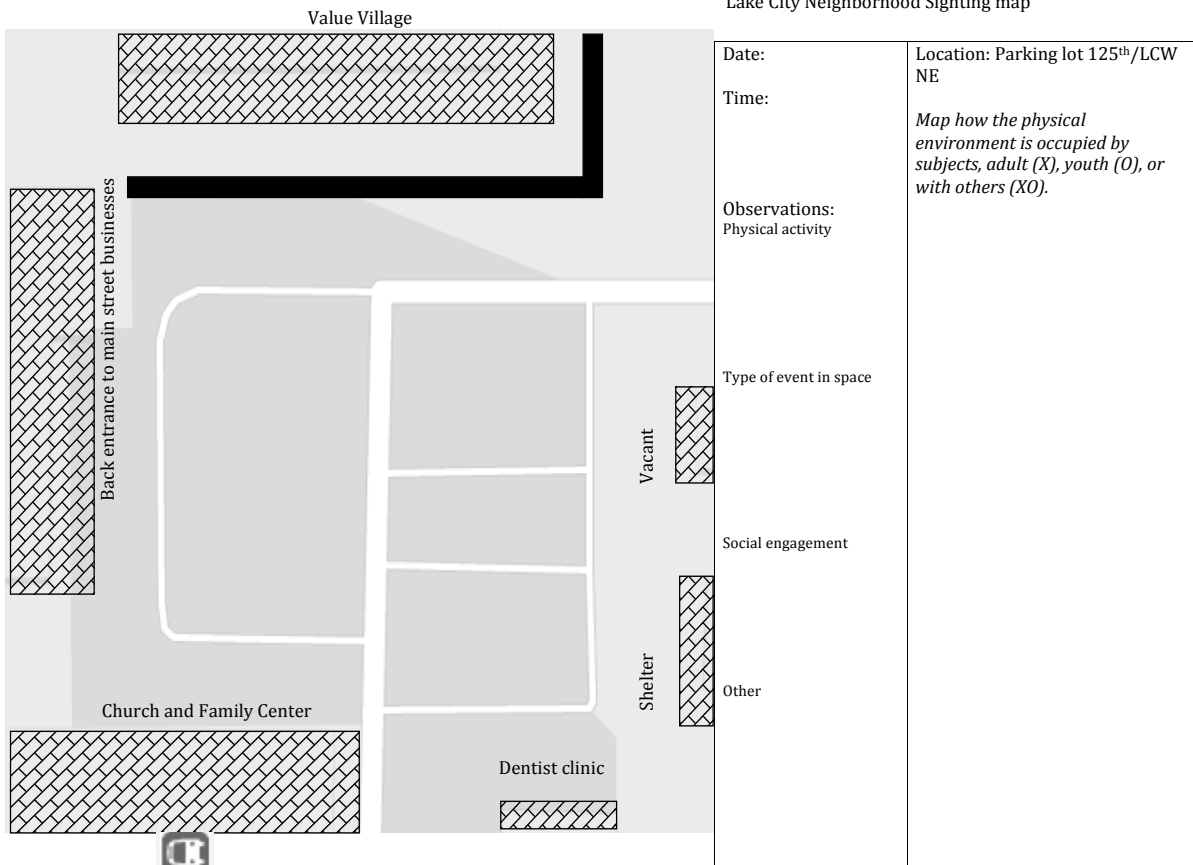 Lake City Neighborhood Sighting map
Value Village
Back entrance to main street businesses
Vacant
Shelter
Church and Family Center
Dentist clinic
Date:
Time:
Observations:
Physical activity
Type of event in space
Social engagement
Other
Location: Parking lot 125th/LCW
NE
Map how the physical
environment is occupied by
subjects, adult (X), youth (O), or
with others (XO).